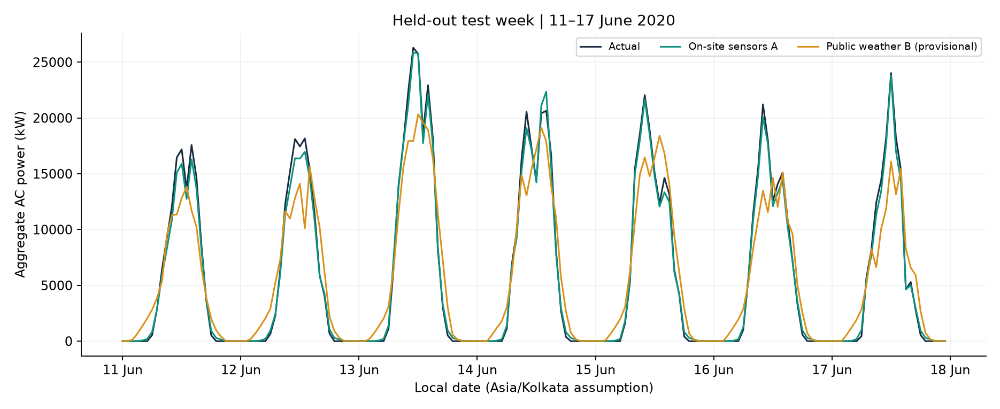 Held-out test week | 11–17 June 2020
Actual
On-site sensors A
Public weather B (provisional)
Aggregate AC power (kW)
25000
20000
15000
10000
5000
0
11 Jun
12 Jun
13 Jun
14 Jun
15 Jun
16 Jun
17 Jun
18 Jun
Local date (Asia/Kolkata assumption)